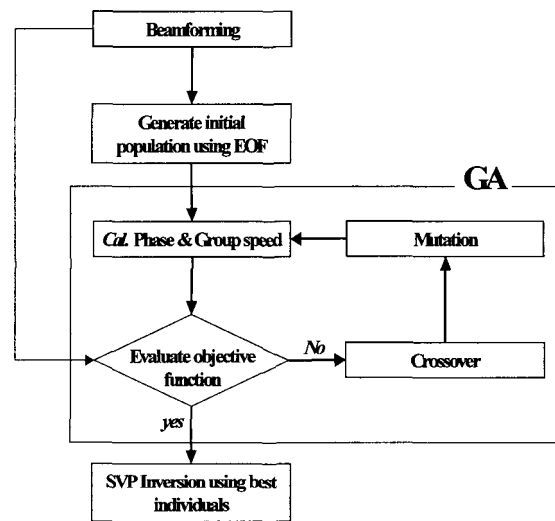 Beamforming
Generate initial
population using EOF
GA
Cal. Phase & Group speed
Mutation
Evaluate objective
function
No
Crossover
yes
SVP Inversion using best
individuals